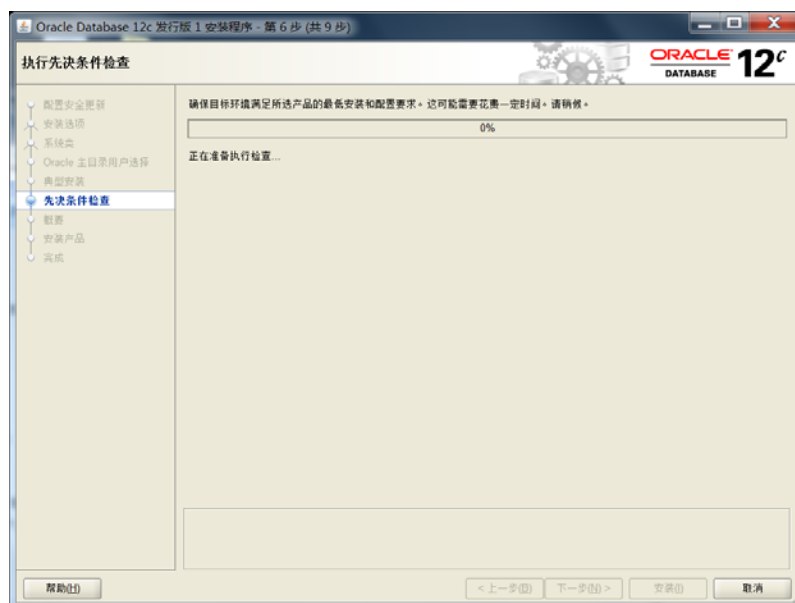 Oracle Database 12c 发行版 1 安装程序 - 第 6 步 (共 9 步)
执行先决条件检查
ORACLE
DATABASE
12c
配置安全更新
安装选项
系统类
Oracle 主目录用户选择
典型安装
先决条件检查
概要
安装产品
完成
确保目标环境满足所选产品的最低安装和配置要求。这可能需要花费一定时间。请稍候。
0%
正在准备执行检查...
帮助(H)
< 上一步(B)
下一步(N) >
安装(I)
取消